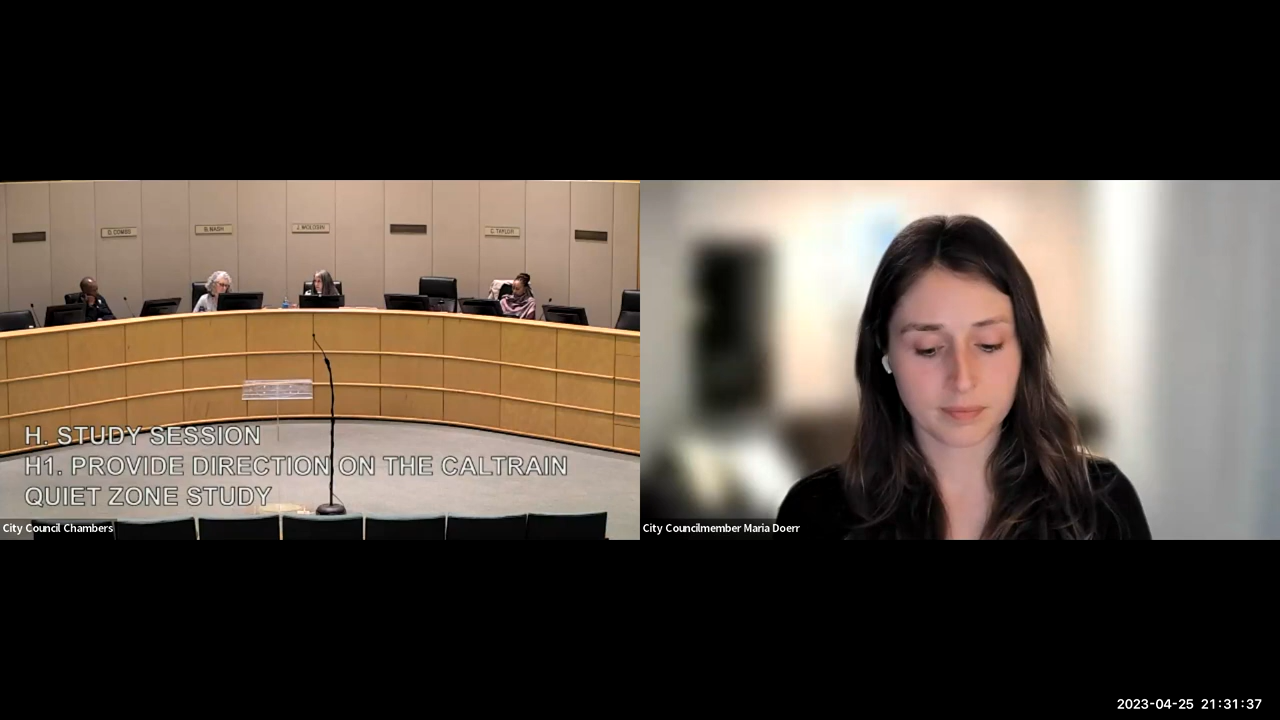 D. COMBS
B. NASH
J. WOLOSIN
C. TAYLOR
H. STUDY SESSION
H1. PROVIDE DIRECTION ON THE CALTRAIN
QUIET ZONE STUDY
City Council Chambers
City Councilmember Maria Doerr
2023-04-25 21:31:37